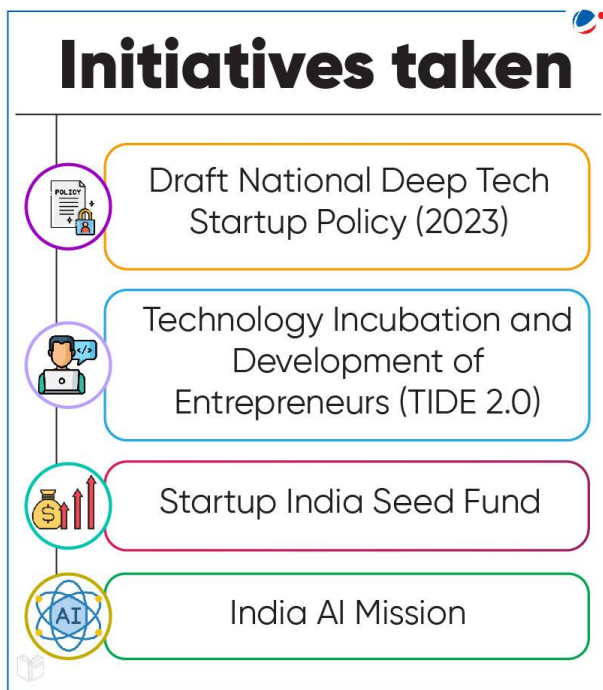 Initiatives taken
POLICY
Draft National Deep Tech
Startup Policy (2023)
</>
Technology Incubation and
Development of
Entrepreneurs (TIDE 2.0)
$
Startup India Seed Fund
AI
India AI Mission